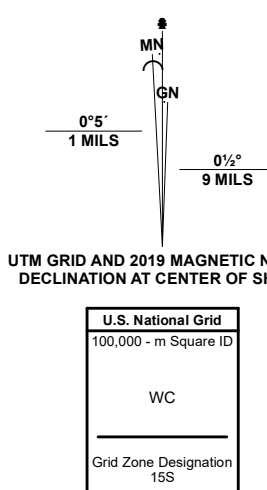 MN
GN
0°5´
1 MILS
0½°
9 MILS
UTM GRID AND 2019 MAGNETIC N
DECLINATION AT CENTER OF SH
U.S. National Grid
100,000 - m Square ID
WC
Grid Zone Designation
15S